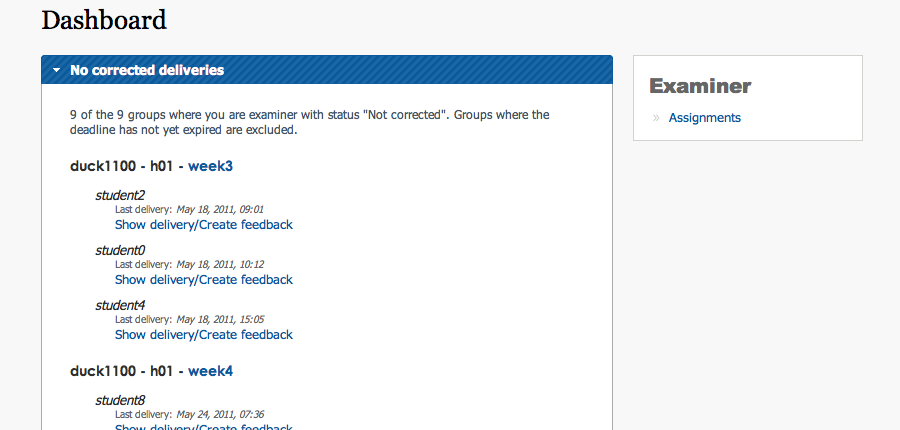 Dashboard
No corrected deliveries
9 of the 9 groups where you are examiner with status "Not corrected". Groups where the
deadline has not yet expired are excluded.
duck1100 - h01 - week3
student2
Last delivery: May 18, 2011, 09:01
Show delivery/Create feedback
student0
Last delivery: May 18, 2011, 10:12
Show delivery/Create feedback
student4
Last delivery: May 18, 2011, 15:05
Show delivery/Create feedback
duck1100 - h01 - week4
student8
Last delivery: May 24, 2011, 07:36
Show delivery/Create feedback
Examiner
» Assignments